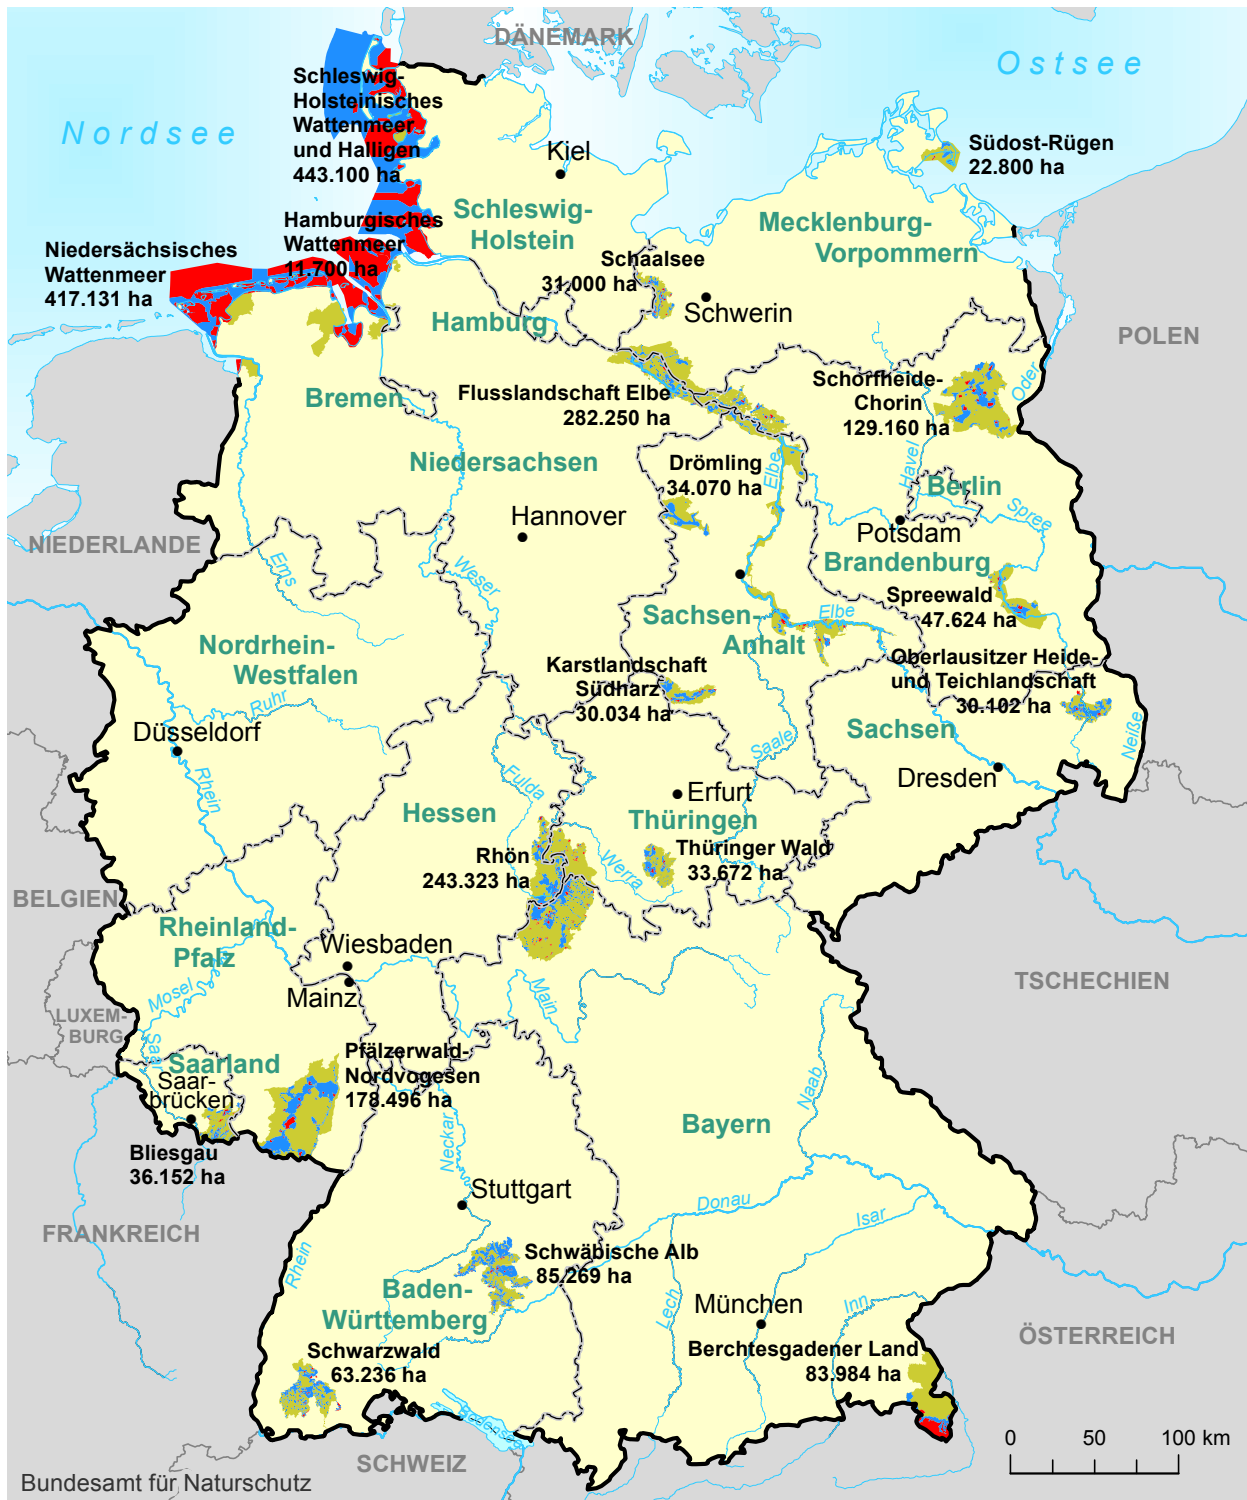 DÄNEMARK
Ostsee
Nordsee
Schleswig-
Holsteinisches
Wattenmeer
und Halligen
443.100 ha
Kiel
Südost-Rügen
22.800 ha
Hamburgisches
Wattenmeer
11.700 ha
Schleswig-
Holstein
Mecklenburg-
Vorpommern
Niedersächsisches
Wattenmeer
417.131 ha
Schaalsee
31.000 ha
Schwerin
Hamburg
POLEN
Bremen
Flusslandschaft Elbe
282.250 ha
Schorfheide-
Chorin
129.160 ha
Oder
Niedersachsen
Drömling
34.070 ha
Elbe
Havel
Berlin
Spree
Hannover
Potsdam
NIEDERLANDE
Ems
Weser
Brandenburg
Spreewald
47.624 ha
Sachsen-
Anhalt
Elbe
Nordrhein-
Westfalen
Karstlandschaft
Südharz
30.034 ha
Oberlausitzer Heide-
und Teichlandschaft
30.102 ha
Ruhr
Düsseldorf
Saale
Sachsen
Neiße
Rhein
Fulda
Dresden
Erfurt
Hessen
Thüringen
Rhön
243.323 ha
Werra
Thüringer Wald
33.672 ha
BELGIEN
Rheinland-
Pfalz
Wiesbaden
Mainz
Mosel
Main
TSCHECHIEN
LUXEM-
BURG
Saar
Saarland
Saar-
brücken
Pfälzerwald-
Nordvogesen
178.496 ha
Naab
Bayern
Neckar
Bliesgau
36.152 ha
Stuttgart
Donau
Isar
FRANKREICH
Rhein
Schwäbische Alb
85.269 ha
Baden-
Württemberg
Lech
München
Inn
ÖSTERREICH
Schwarzwald
63.236 ha
Berchtesgadener Land
83.984 ha
Bodensee
SCHWEIZ
0 50 100 km
Bundesamt für Naturschutz